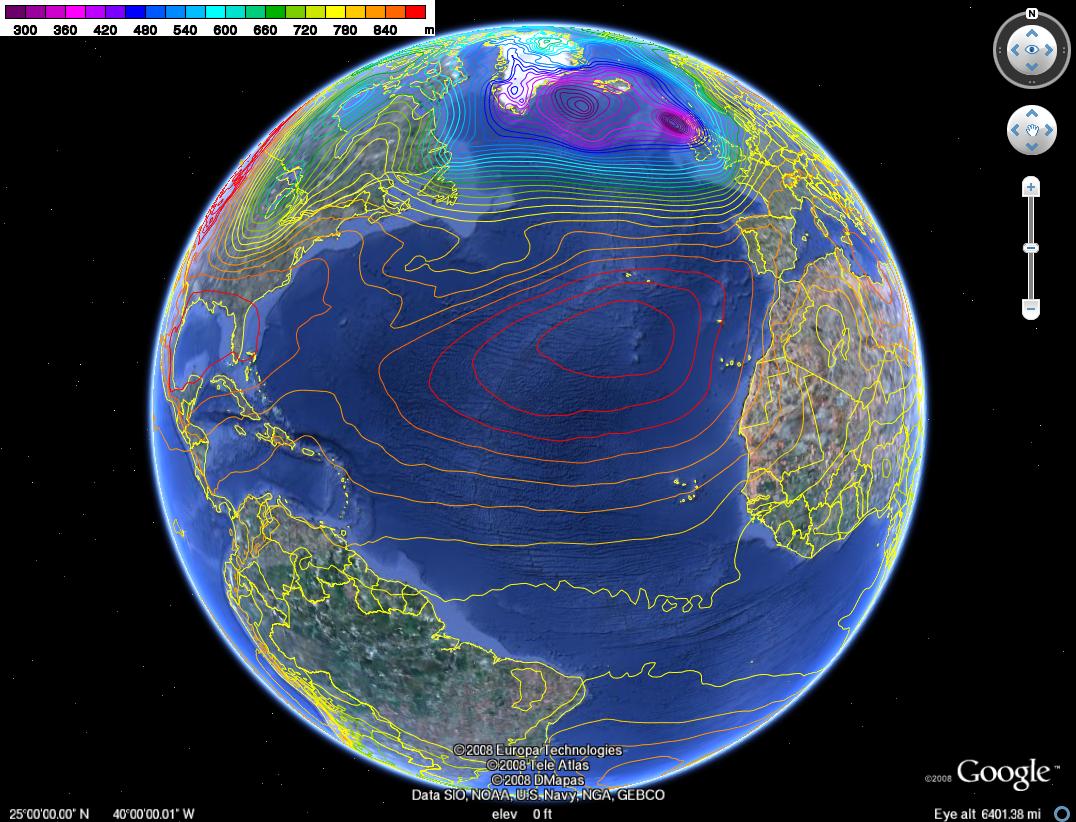 300 360 420 480 540 600 660 720 780 840 m
N
©2008 Europa Technologies
©2008 Tele Atlas
© 2008 DMapas
Data SIO, NOAA, U.S. Navy, NGA, GEBCO
©2008 Google™
25°00'00.00" N 40°00'00.01" W elev 0 ft Eye alt 6401.38 mi